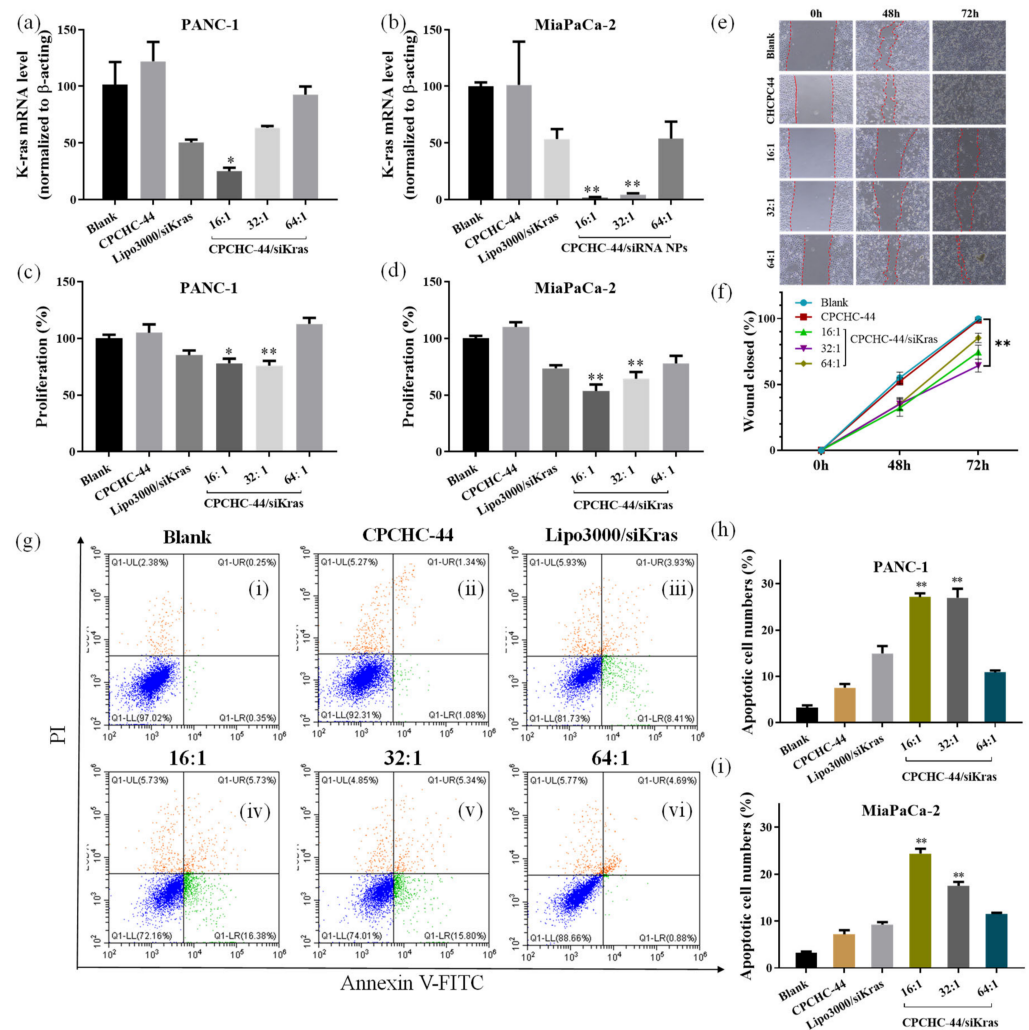 (a)
PANC-1
K-ras mRNA level
(normalized to β-acting)
150
100
50
0
*
Blank
CPCHC-44
Lipo3000/siKras
16:1
32:1
64:1
CPCHC-44/siKras
(b)
MiaPaCa-2
K-ras mRNA level
(normalized to β-acting)
150
100
50
0
**
**
Blank
CPCHC-44
Lipo3000/siKras
16:1
32:1
64:1
CPCHC-44/siRNA NPs
(c)
PANC-1
Proliferation (%)
150
100
50
0
*
**
Blank
CPCHC-44
Lipo3000/siKras
16: 1
32: 1
64: 1
CPCHC-44/siKras
(d)
MiaPaCa-2
Proliferation (%)
150
100
50
0
**
**
Blank
CPCHC-44
Lipo3000/siKras
16: 1
32: 1
64: 1
CPCHC-44/siKras
(e)
0h
48h
72h
Blank
CHCPC44
16:1
32:1
64:1
(f)
Wound closed (%)
100
50
0
Blank
CPCHC-44
16:1
32:1
64:1
CPCHC-44/siKras
**
0h
48h
72h
(g)
PI
Annexin V-FITC
Blank
Q1-UL(2.38%)
Q1-UR(0.25%)
(i)
Q1-LL(97.02%)
Q1-LR(0.35%)
CPCHC-44
Q1-UL(5.27%)
Q1-UR(1.34%)
(ii)
Q1-LL(92.31%)
Q1-LR(1.08%)
Lipo3000/siKras
Q1-UL(5.93%)
Q1-UR(3.93%)
(iii)
Q1-LL(81.73%)
Q1-LR(8.41%)
16:1
Q1-UL(5.73%)
Q1-UR(5.73%)
(iv)
Q1-LL(72.16%)
Q1-LR(16.38%)
32:1
Q1-UL(4.85%)
Q1-UR(5.34%)
(v)
Q1-LL(74.01%)
Q1-LR(15.80%)
64:1
Q1-UL(5.77%)
Q1-UR(4.69%)
(vi)
Q1-LL(88.66%)
Q1-LR(0.88%)
(h)
PANC-1
Apoptotic cell numbers (%)
30
20
10
0
**
**
Blank
CPCHC-44
Lipo3000/siKras
16:1
32:1
64:1
CPCHC-44/siKras
(i)
MiaPaCa-2
Apoptotic cell numbers (%)
30
20
10
0
**
**
Blank
CPCHC-44
Lipo3000/siKras
16:1
32:1
64:1
CPCHC-44/siKras